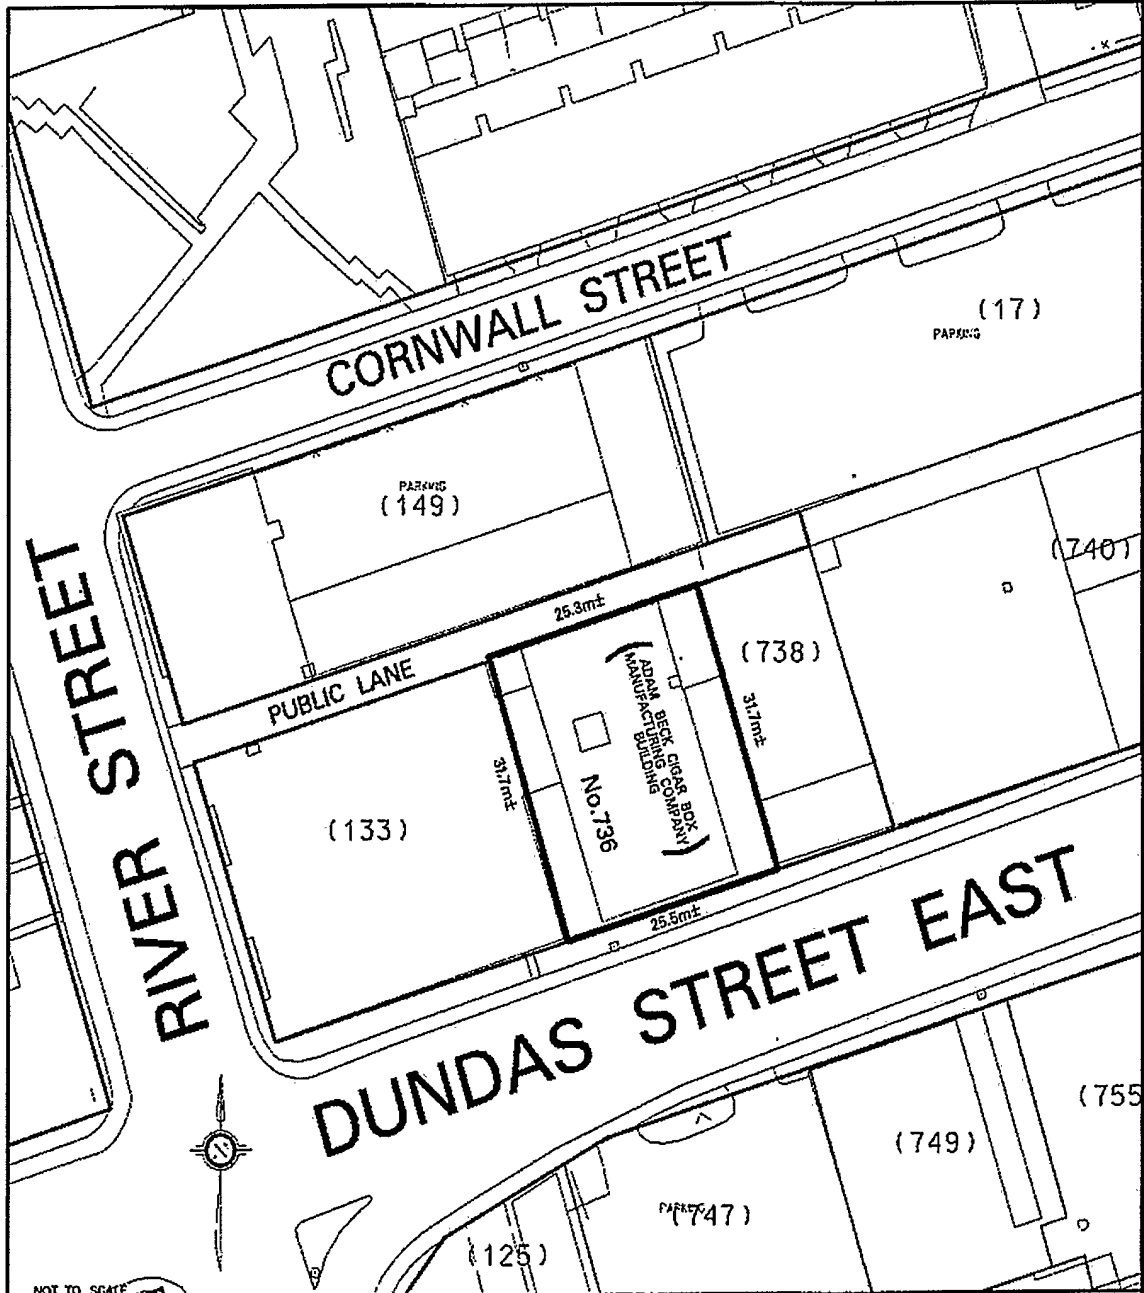 CORNWALL STREET
(17)
PARKING
PARKING
(149)
(740)
RIVER STREET
25.3m±
PUBLIC LANE
(738)
ADAM BECK CIGAR BOX
MANUFACTURING COMPANY
BUILDING
31.7m±
31.7m±
No.736
(133)
25.5m±
DUNDAS STREET EAST
(755
(749)
PARKING
(747)
(125)
NOT TO SCALE